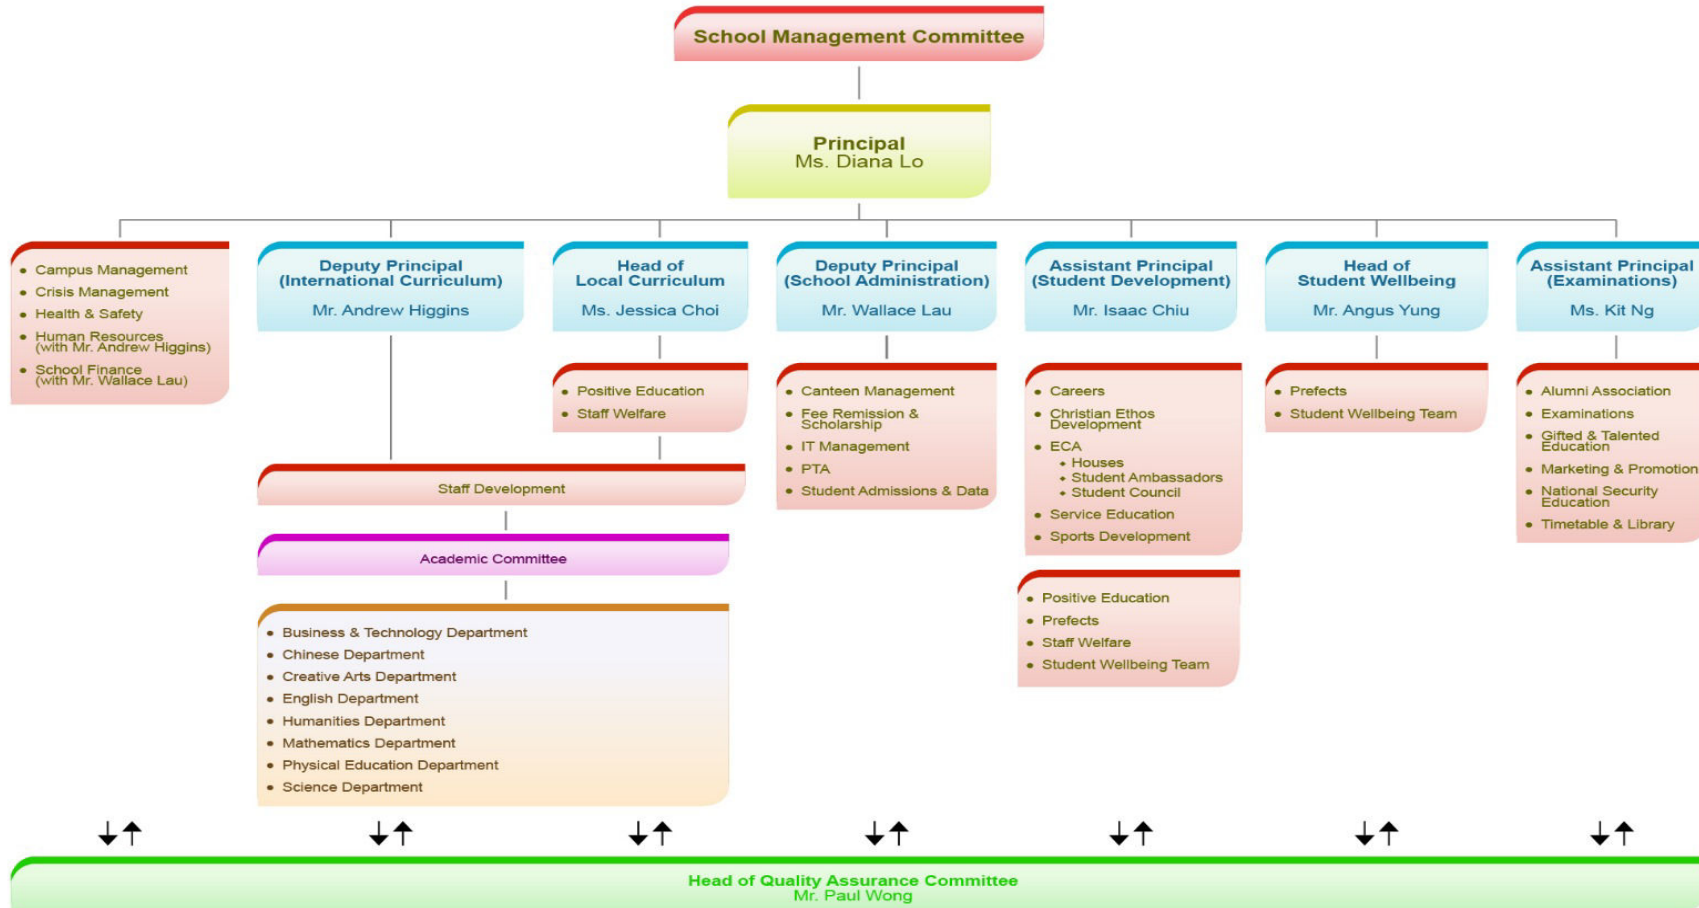 School Management Committee
Principal
Ms. Diana Lo
Campus Management
Crisis Management
Health & Safety
Human Resources
(with Mr. Andrew Higgins)
School Finance
(with Mr. Wallace Lau)
Deputy Principal
(International Curriculum)
Mr. Andrew Higgins
Head of
Local Curriculum
Ms. Jessica Choi
Positive Education
Staff Welfare
Staff Development
Academic Committee
Business & Technology Department
Chinese Department
Creative Arts Department
English Department
Humanities Department
Mathematics Department
Physical Education Department
Science Department
Deputy Principal
(School Administration)
Mr. Wallace Lau
Canteen Management
Fee Remission &
Scholarship
IT Management
PTA
Student Admissions & Data
Assistant Principal
(Student Development)
Mr. Isaac Chiu
Careers
Christian Ethos
Development
ECA
Houses
Student Ambassadors
Student Council
Service Education
Sports Development
Positive Education
Prefects
Staff Welfare
Student Wellbeing Team
Head of
Student Wellbeing
Mr. Angus Yung
Prefects
Student Wellbeing Team
Assistant Principal
(Examinations)
Ms. Kit Ng
Alumni Association
Examinations
Gifted & Talented
Education
Marketing & Promotion
National Security
Education
Timetable & Library
Head of Quality Assurance Committee
Mr. Paul Wong